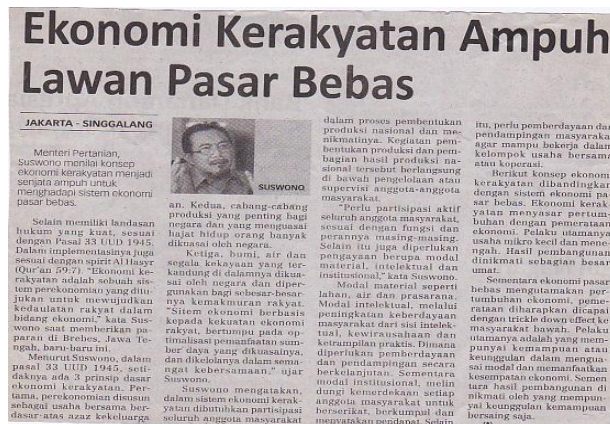 Ekonomi Kerakyatan Ampuh
Lawan Pasar Bebas
JAKARTA - SINGGALANG
Menteri Pertanian,
Suswono menilai konsep
ekonomi kerakyatan menjadi
senjata ampuh untuk
menghadapi sistem ekonomi
pasar bebas.
Selain memiliki landasan
hukum yang kuat, sesuai
dengan Pasal 33 UUD 1945.
Dalam implementasinya juga
sesuai dengan spirit Al Hasyr
(Qur'an 59:7). "Ekonomi ke-
rakyatan adalah sebuah sis-
tem perekonomian yang di tu-
jukan untuk mewujudkan
kedaulatan rakyat dalam
bidang ekonomi," kata Sus-
wono saat memberikan pa-
paran di Brebes, Jawa Te-
ngah, baru-baru ini.
Menurut Suswono, dalam
pasal 33 UUD 1945, seti-
daknya ada 3 prinsip dasar
ekonomi kerakyatan. Per-
tama, perekonomian disusun
sebagai usaha bersama ber-
dasar atas azaz kekeluarga
SUSWONO
an. Kedua, cabang-cabang
produksi yang penting bagi
negara dan yang menguasai
hajat hidup orang banyak
dikuasai oleh negara.
Ketiga, bumi, air dan
segala kekayaan yang ter-
kandung di dalamnya dikua-
sai oleh negara dan diper-
gunakan bagi sebesar-besar-
nya kemakmuran rakyat.
"Sitem ekonomi berbasis
kepada kekuatan ekonomi
rakyat, bertumpu pada op-
timalisasi pemanfaatan sum-
ber daya yang dikuasainya,
dan dikelola dalam sema-
ngat kebersamaan," ujar
Suswono.
Suswono mengatakan,
dalam sistem ekonomi kerak-
yatan dibutuhkan partisipasi
seluruh anggota masyarakat
dalam proses pembentukan
produksi nasional dan me-
nikmatinya. Kegiatan pem-
bentukan produksi dan pem-
bagian hasil produksi na-
sional tersebut berlangsung
di bawah pengelolaan atau
supervisi anggota-anggota
masyarakat.
"Perlu partisipasi aktif
seluruh anggota masyarakat,
sesuai dengan fungsi dan
perannya masing-masing.
Selain itu juga diperlukan
pengayaan berupa modal
material, intelektual dan
institusional," kata Suswono.
Modal material seperti
lahan, air dan prasarana.
Modal intelektual, melalui
peningkatan keberdayaan
masyarakat dari sisi intelek-
tual, kewirausahaan dan
ketrampilan praktis. Dimana
diperlukan pemberdayaan
dan pendampingan secara
berkelanjutan. Sementara
modal institusional, melin-
dungi kemerdekaan setiap
anggota masyarakat untuk
berserikat, berkumpul dan
menyatakan pendapat. Selain
itu, perlu pemberdayaan dan
pendampingan masyaraka
agar mampu bekerja dalam
kelompok usaha bersama
atau koperasi.
Berikut konsep ekonomi
kerakyatan dibandingkan
dengan sistem ekonomi pa-
sar bebas. Ekonomi kerak
yatan menyasar pertum-
buhan dengan pemerataan
ekonomi. Pelaku utamanya
usaha mikro kecil dan mene
ngah. Hasil pembangunan
dinikmati sebagian besar
umat.
Sementara ekonomi pasar
bebas mengutamakan per-
tumbuhan ekonomi, peme-
rataan diharapkan dicapai
dengan trickle down effect ke
masyarakat bawah. Pelaku
utamanya adalah yang mem-
punyai kemampuan atau
keunggulan dalam mengua-
sai modal dan memanfaatkan
kesempatan ekonomi. Semen
tara hasil pembangunan di
nikmati oleh yang mempun-
yai keunggulan kemampuan
bersaing saja.